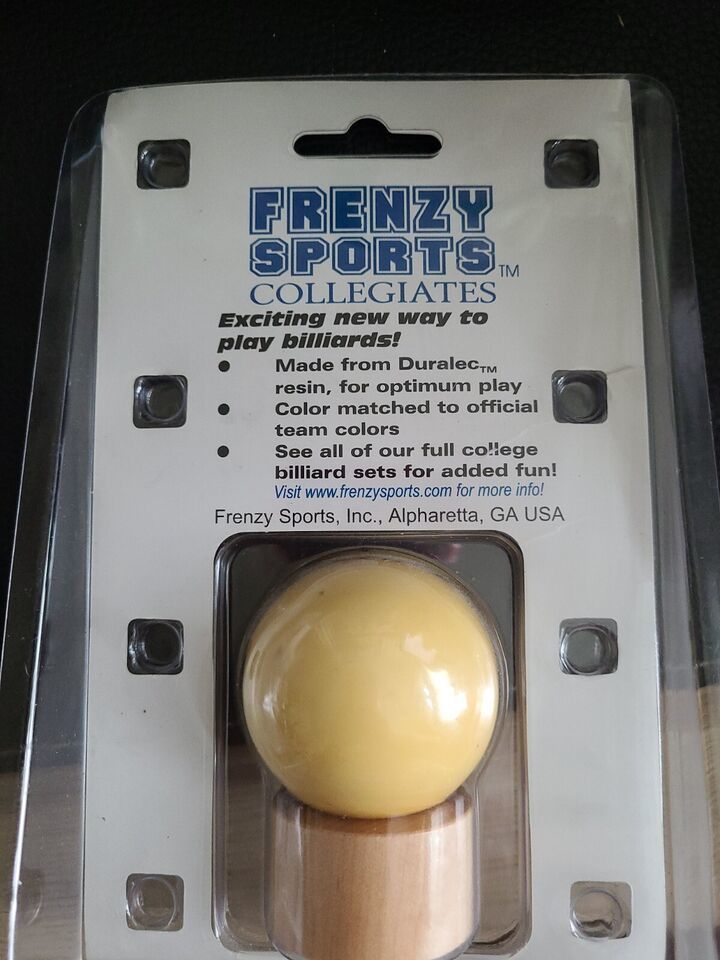 FRENZY
SPORTS™
COLLEGIATES
Exciting new way to
play billiards!
• Made from Duralec™
resin, for optimum play
• Color matched to official
team colors
• See all of our full college
billiard sets for added fun!
Visit www.frenzysports.com for more info!
Frenzy Sports, Inc., Alpharetta, GA USA